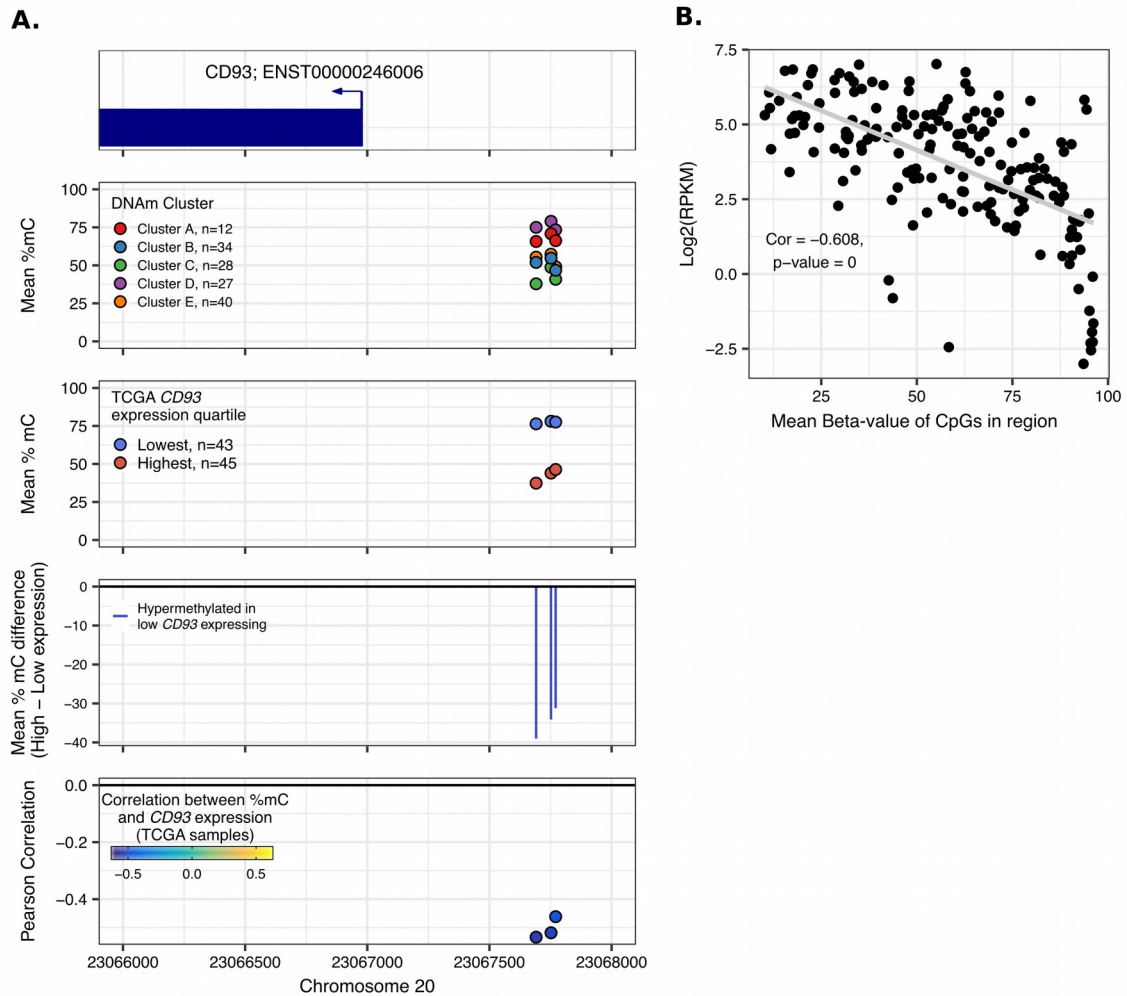 A.
CD93; ENST00000246006
Mean %mC
100
75
50
25
0
DNAm Cluster
Cluster A, n=12
Cluster B, n=34
Cluster C, n=28
Cluster D, n=27
Cluster E, n=40
Mean % mC
100
75
50
25
0
TCGA CD93
expression quartile
Lowest, n=43
Highest, n=45
Mean % mC difference
(High − Low expression)
0
−10
−20
−30
−40
Hypermethylated in
low CD93 expressing
Pearson Correlation
0.0
−0.2
−0.4
Correlation between %mC
and CD93 expression
(TCGA samples)
−0.5 0.0 0.5
23066000 23066500 23067000 23067500 23068000
Chromosome 20
B.
Log2(RPKM)
7.5
5.0
2.5
0.0
−2.5
Cor = −0.608,
p−value = 0
25 50 75 100
Mean Beta−value of CpGs in region